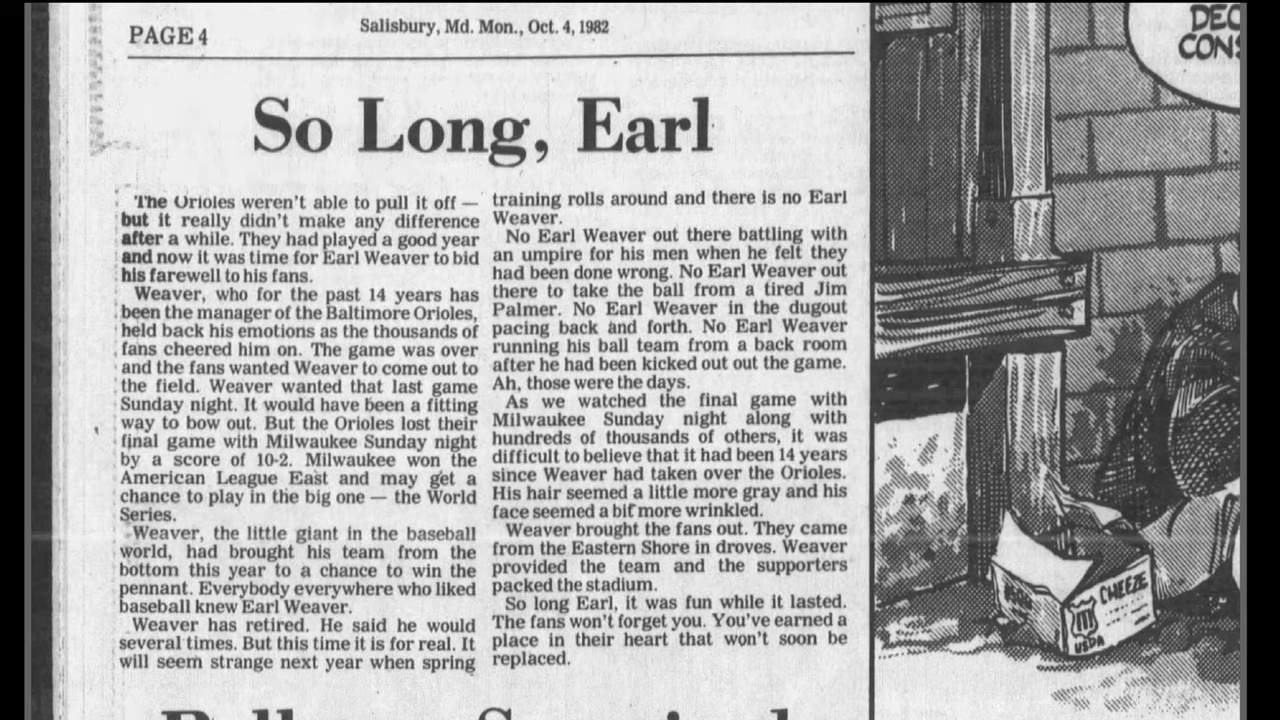 PAGE 4
Salisbury, Md. Mon., Oct. 4, 1982
So Long, Earl
The Orioles weren't able to pull it off —
but it really didn't make any difference
after a while. They had played a good year
and now it was time for Earl Weaver to bid
his farewell to his fans.
Weaver, who for the past 14 years has
been the manager of the Baltimore Orioles,
held back his emotions as the thousands of
fans cheered him on. The game was over
and the fans wanted Weaver to come out to
the field. Weaver wanted that last game
Sunday night. It would have been a fitting
way to bow out. But the Orioles lost their
final game with Milwaukee Sunday night
by a score of 10-2. Milwaukee won the
American League East and may get a
chance to play in the big one — the World
Series.
Weaver, the little giant in the baseball
world, had brought his team from the
bottom this year to a chance to win the
pennant. Everybody everywhere who liked
baseball knew Earl Weaver.
Weaver has retired. He said he would
several times. But this time it is for real. It
will seem strange next year when spring
training rolls around and there is no Earl
Weaver.
No Earl Weaver out there battling with
an umpire for his men when he felt they
had been done wrong. No Earl Weaver out
there to take the ball from a tired Jim
Palmer. No Earl Weaver in the dugout
pacing back and forth. No Earl Weaver
running his ball team from a back room
after he had been kicked out out the game.
Ah, those were the days.
As we watched the final game with
Milwaukee Sunday night along with
hundreds of thousands of others, it was
difficult to believe that it had been 14 years
since Weaver had taken over the Orioles.
His hair seemed a little more gray and his
face seemed a bit more wrinkled.
Weaver brought the fans out. They came
from the Eastern Shore in droves. Weaver
provided the team and the supporters
packed the stadium.
So long Earl, it was fun while it lasted.
The fans won't forget you. You've earned a
place in their heart that won't soon be
replaced.
DEC
CONS
CHEEZE
USDA